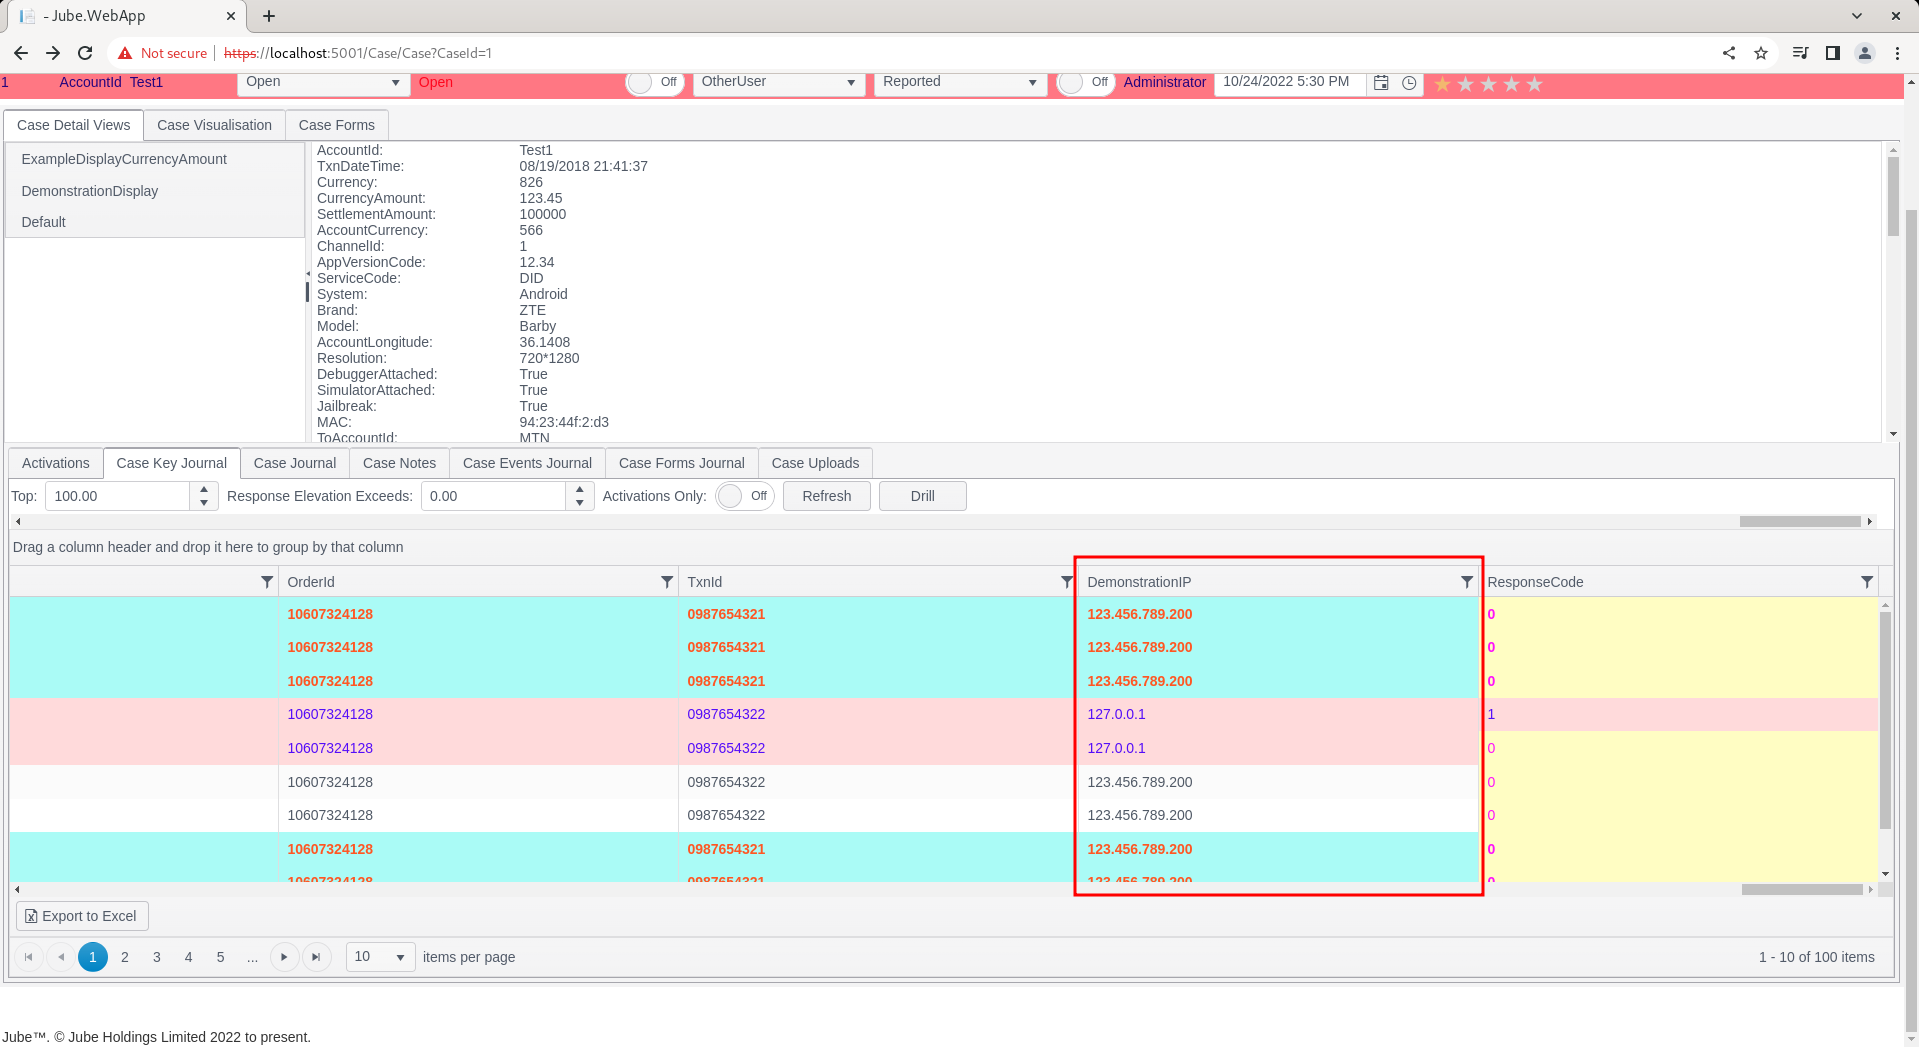 - Jube.WebApp
Not secure https://localhost:5001/Case/Case?CaseId=1
1 AccountId Test1 Open Open Off OtherUser Reported Off Administrator 10/24/2022 5:30 PM
Case Detail Views Case Visualisation Case Forms
ExampleDisplayCurrencyAmount
DemonstrationDisplay
Default
AccountId: Test1
TxnDateTime: 08/19/2018 21:41:37
Currency: 826
CurrencyAmount: 123.45
SettlementAmount: 100000
AccountCurrency: 566
ChannelId: 1
AppVersionCode: 12.34
ServiceCode: DID
System: Android
Brand: ZTE
Model: Barby
AccountLongitude: 36.1408
Resolution: 720*1280
DebuggerAttached: True
SimulatorAttached: True
Jailbreak: True
MAC: 94:23:44f:2:d3
ToAccountId: MTN
Activations Case Key Journal Case Journal Case Notes Case Events Journal Case Forms Journal Case Uploads
Top: 100.00 Response Elevation Exceeds: 0.00 Activations Only: Off Refresh Drill
Drag a column header and drop it here to group by that column
OrderId TxnId DemonstrationIP ResponseCode
10607324128 0987654321 123.456.789.200 0
10607324128 0987654321 123.456.789.200 0
10607324128 0987654321 123.456.789.200 0
10607324128 0987654322 127.0.0.1 1
10607324128 0987654322 127.0.0.1 0
10607324128 0987654322 123.456.789.200 0
10607324128 0987654322 123.456.789.200 0
10607324128 0987654321 123.456.789.200 0
10607324128 0987654321 123.456.789.200 0
Export to Excel
1 2 3 4 5 ... 10 items per page 1 - 10 of 100 items
Jube™. © Jube Holdings Limited 2022 to present.